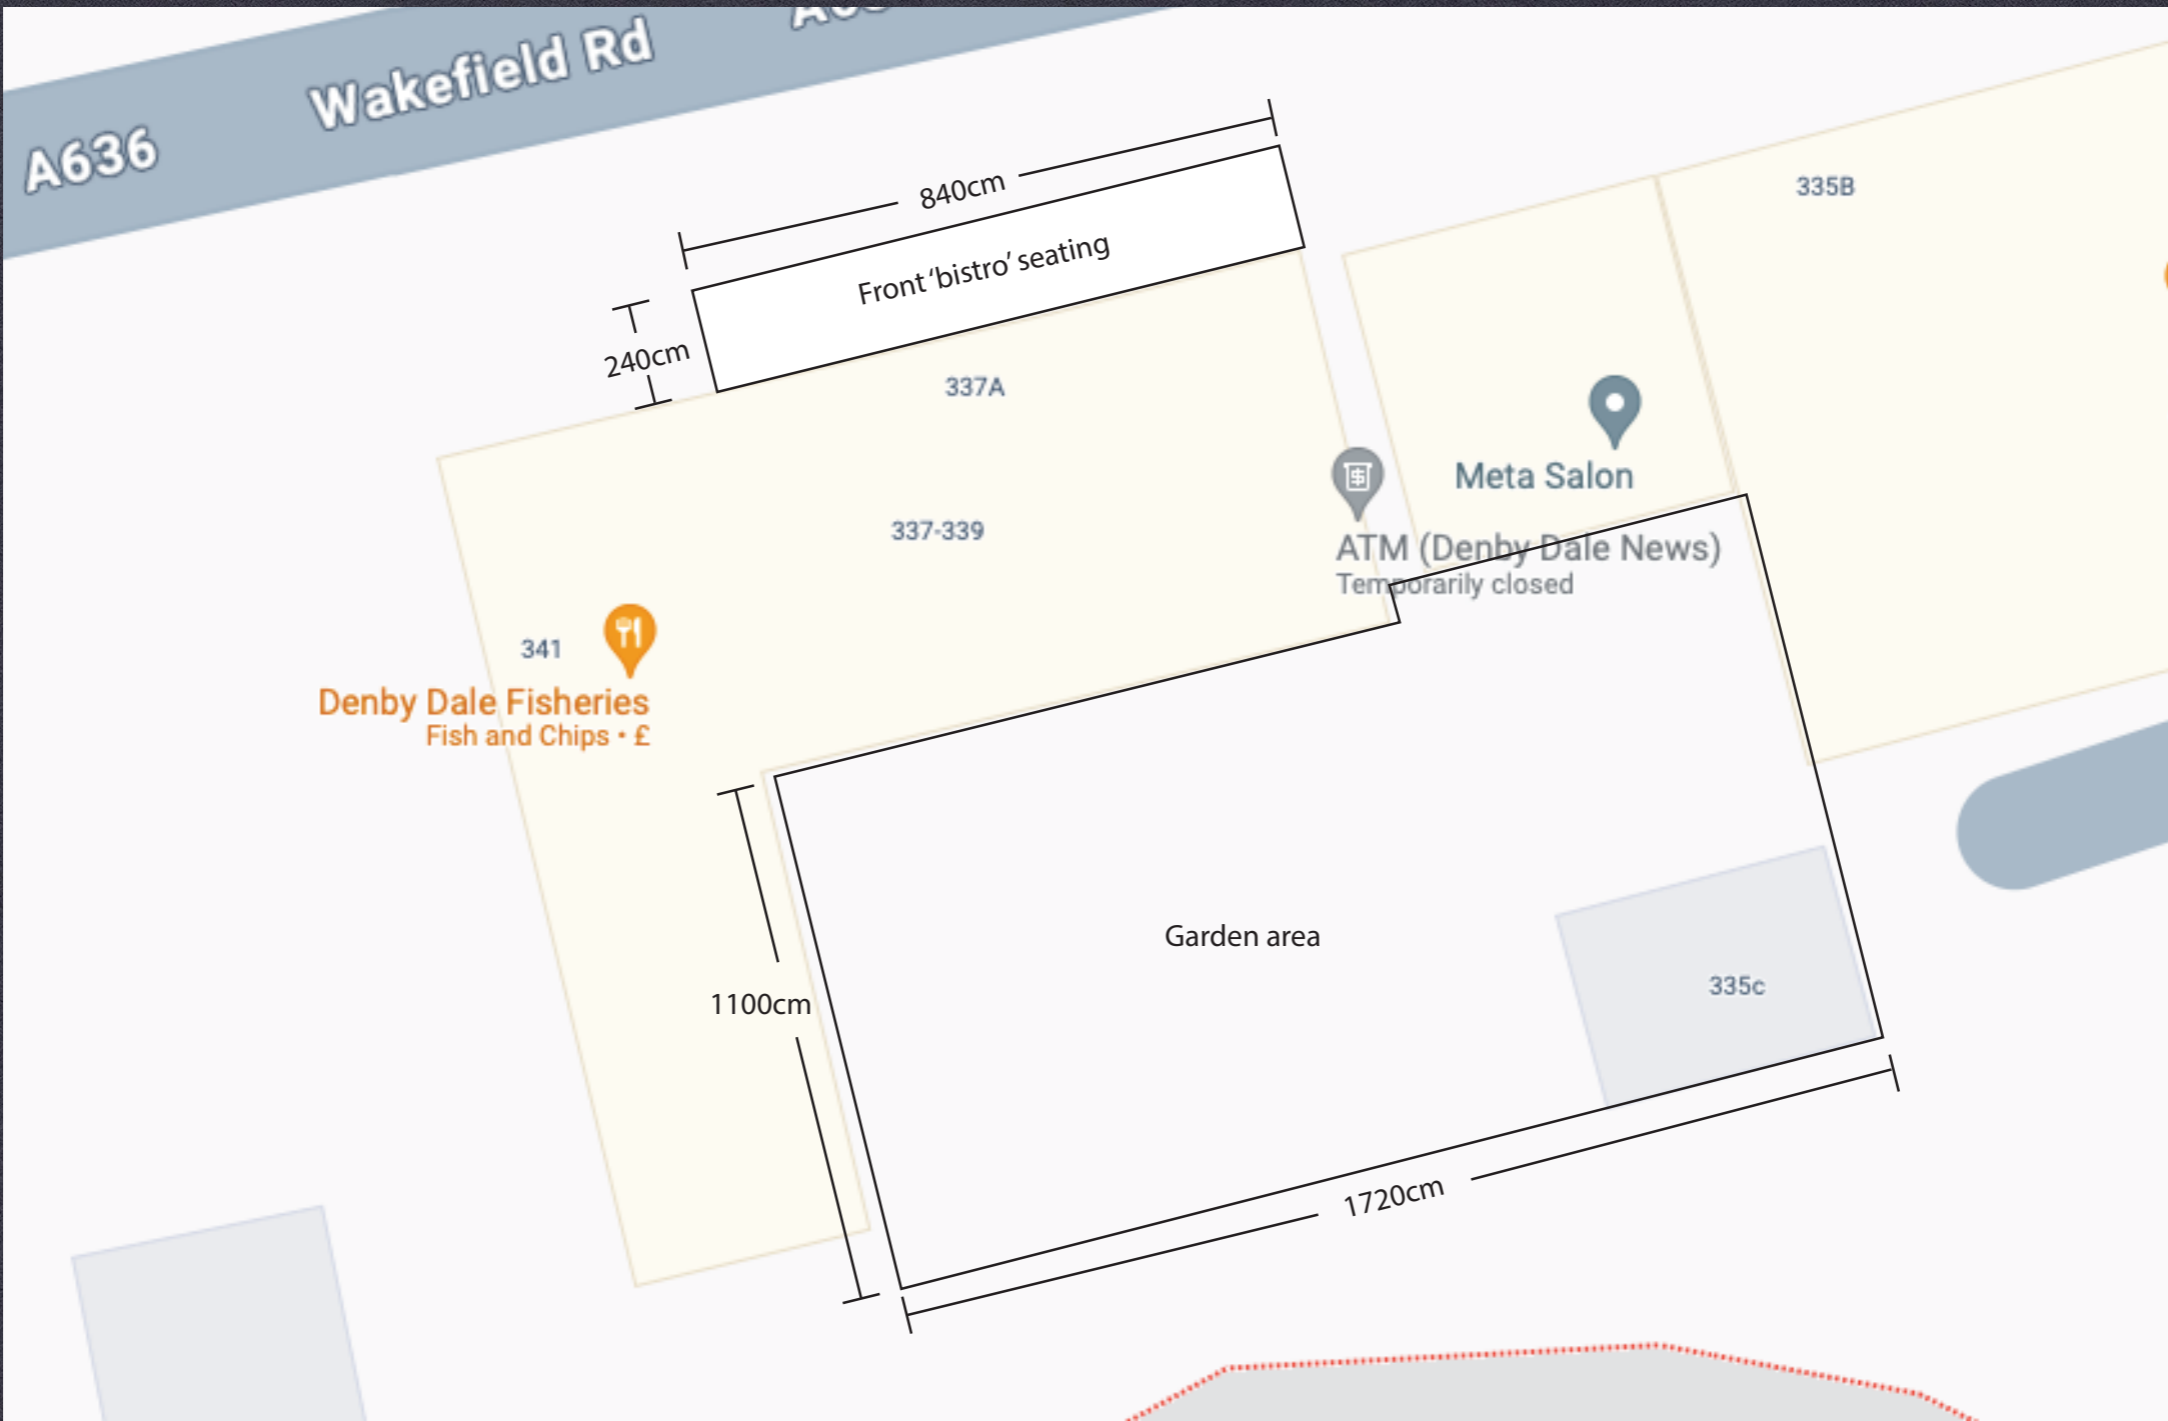 Wakefield Rd
A636
840cm
335B
Front ‘bistro’ seating
240cm
337A
Meta Salon
337-339
ATM (Denby Dale News)
Temporarily closed
341
Denby Dale Fisheries
Fish and Chips • £
Garden area
335c
1100cm
1720cm